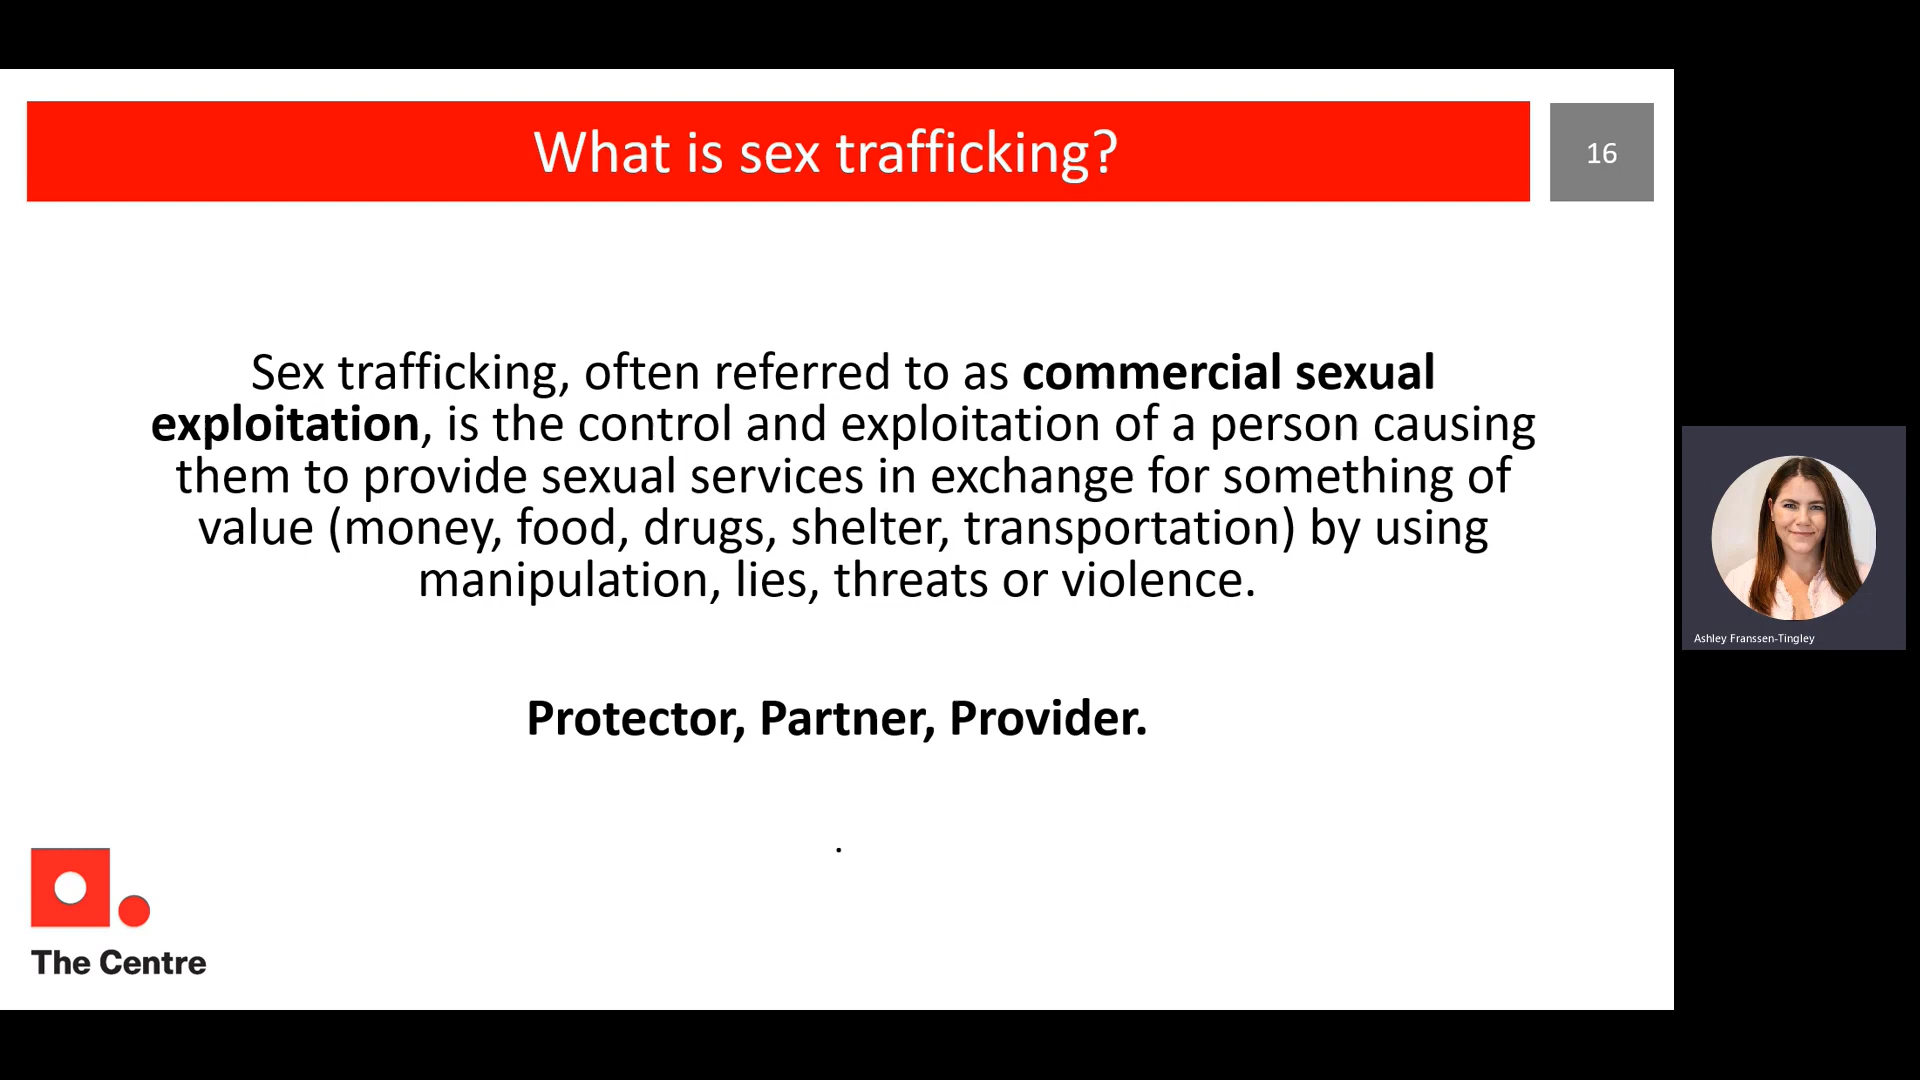 What is sex trafficking?
16
Sex trafficking, often referred to as commercial sexual
exploitation, is the control and exploitation of a person causing
them to provide sexual services in exchange for something of
value (money, food, drugs, shelter, transportation) by using
manipulation, lies, threats or violence.
Protector, Partner, Provider.
.
The Centre
Ashley Franssen-Tingley